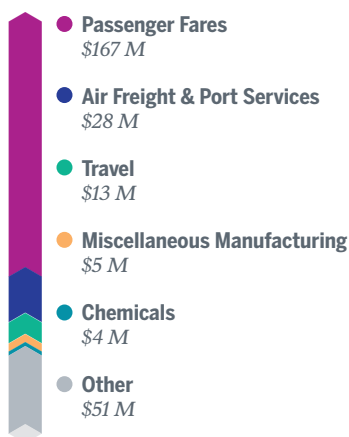 Passenger Fares
$167 M
Air Freight & Port Services
$28 M
Travel
$13 M
Miscellaneous Manufacturing
$5 M
Chemicals
$4 M
Other
$51 M